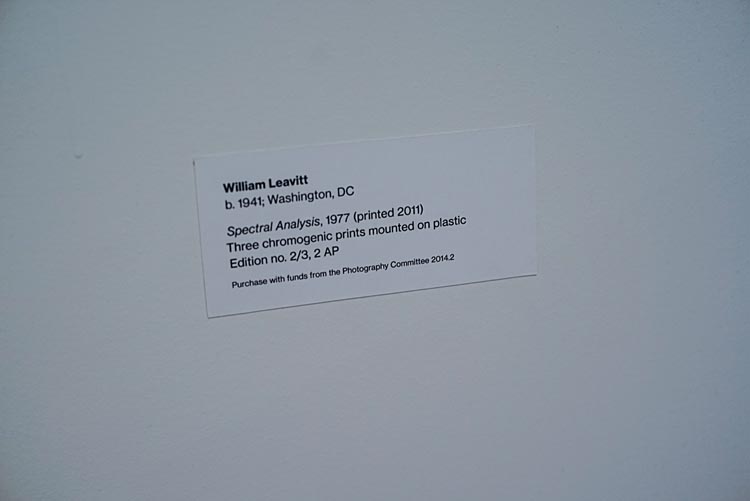 William Leavitt
b. 1941; Washington, DC
Spectral Analysis, 1977 (printed 2011)
Three chromogenic prints mounted on plastic
Edition no. 2/3, 2 AP
Purchase with funds from the Photography Committee 2014.2